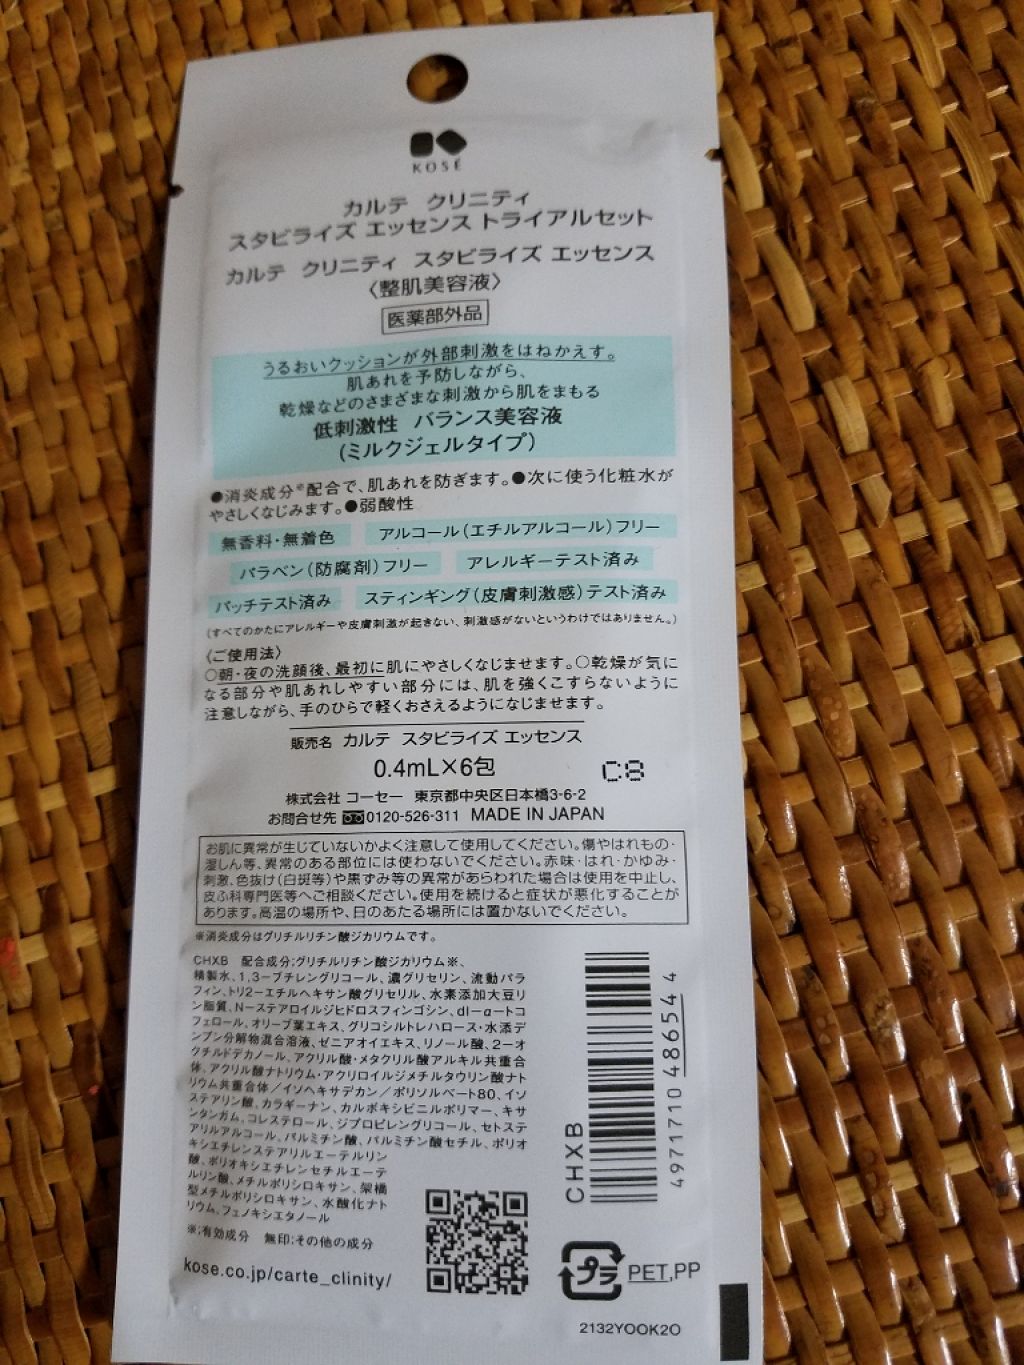 KOSÉ
カルテ クリニティ
スタビライズ エッセンス トライアルセット
カルテ クリニティ スタビライズ エッセンス
〈整肌美容液〉
医薬部外品
うるおいクッションが外部刺激をはねかえす。
肌あれを予防しながら、
乾燥などのさまざまな刺激から肌をまもる
低刺激性 バランス美容液
(ミルクジェルタイプ)
●消炎成分※配合で、肌あれを防ぎます。●次に使う化粧水が
やさしくなじみます。●弱酸性
無香料・無着色 アルコール(エチルアルコール)フリー
パラベン(防腐剤)フリー アレルギーテスト済み
パッチテスト済み スティンギング(皮膚刺激感)テスト済み
(すべてのかたにアレルギーや皮膚刺激が起きない、刺激感がないというわけではありません。)
〈ご使用法〉
○朝・夜の洗顔後、最初に肌にやさしくなじませます。○乾燥が気に
なる部分や肌あれしやすい部分には、肌を強くこすらないように
注意しながら、手のひらで軽くおさえるようになじませます。
販売名 カルテ スタビライズ エッセンス
0.4mL×6包
C8
株式会社 コーセー 東京都中央区日本橋3-6-2
お問合せ先 0120-526-311 MADE IN JAPAN
お肌に異常が生じていないかよく注意して使用してください。傷やはれもの・
湿しん等、異常のある部位には使わないでください。赤味・はれ・かゆみ・
刺激、色抜け(白斑等)や黒ずみ等の異常があらわれた場合は使用を中止し、
皮ふ科専門医等へご相談ください。使用を続けると症状が悪化することが
あります。高温の場所や、日のあたる場所には置かないでください。
※消炎成分はグリチルリチン酸ジカリウムです。
CHXB 配合成分:グリチルリチン酸ジカリウム※、
精製水、1,3-ブチレングリコール、濃グリセリン、流動パラ
フィン、トリ2-エチルヘキサン酸グリセリル、水素添加大豆リ
ン脂質、N-ステアロイルジヒドロスフィンゴシン、dl-α-トコ
フェロール、オリーブ葉エキス、グリコシルトレハロース・水添デ
ンプン分解物混合溶液、ゼニアオイエキス、リノール酸、2-オ
クチルドデカノール、アクリル酸・メタクリル酸アルキル共重合
体、アクリル酸ナトリウム・アクリロイルジメチルタウリン酸ナト
リウム共重合体/イソヘキサデカン/ポリソルベート80、イソ
ステアリン酸、カラギーナン、カルボキシビニルポリマー、キサ
ンタンガム、コレステロール、ジプロピレングリコール、セトステ
アリルアルコール、パルミチン酸、パルミチン酸セチル、ポリオ
キシエチレンステアリルエーテルリン
酸、ポリオキシエチレンセチルエーテ
ルリン酸、メチルポリシロキサン、架橋
型メチルポリシロキサン、水酸化ナト
リウム、フェノキシエタノール
※:有効成分 無印:その他の成分
kose.co.jp/carte_clinity/
CHXB
4971710 486544
プラ
PET,PP
2132YOOK2O